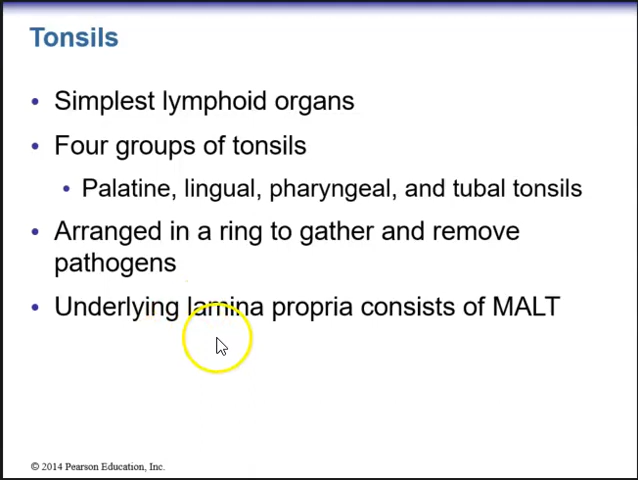 Tonsils
• Simplest lymphoid organs
• Four groups of tonsils
• Palatine, lingual, pharyngeal, and tubal tonsils
• Arranged in a ring to gather and remove
pathogens
• Underlying lamina propria consists of MALT
© 2014 Pearson Education, Inc.